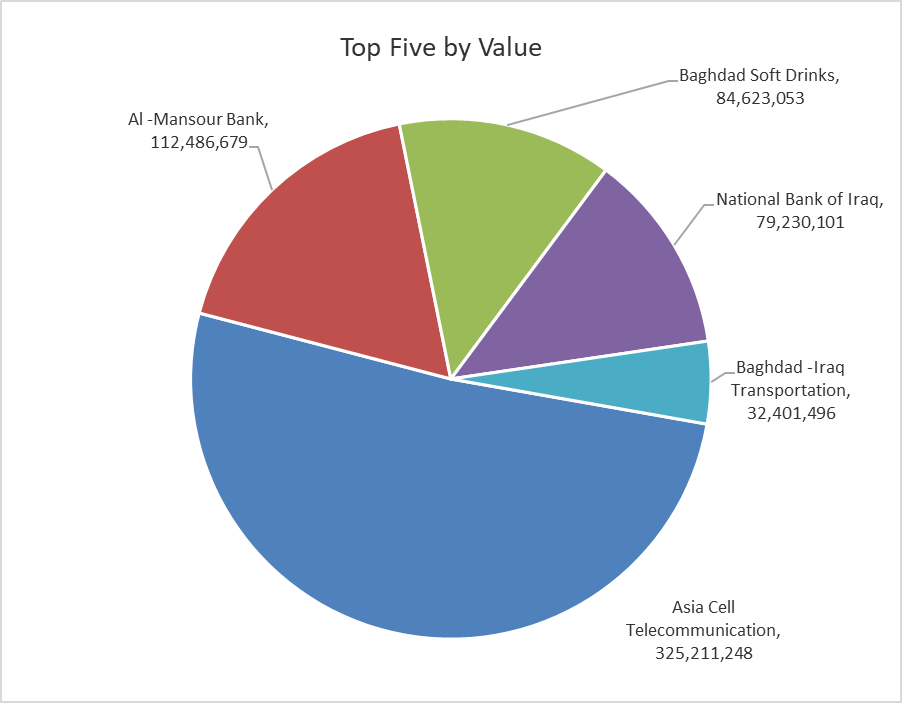 Top Five by Value
Baghdad Soft Drinks,
84,623,053
Al -Mansour Bank,
112,486,679
National Bank of Iraq,
79,230,101
Baghdad -Iraq
Transportation,
32,401,496
Asia Cell
Telecommunication,
325,211,248